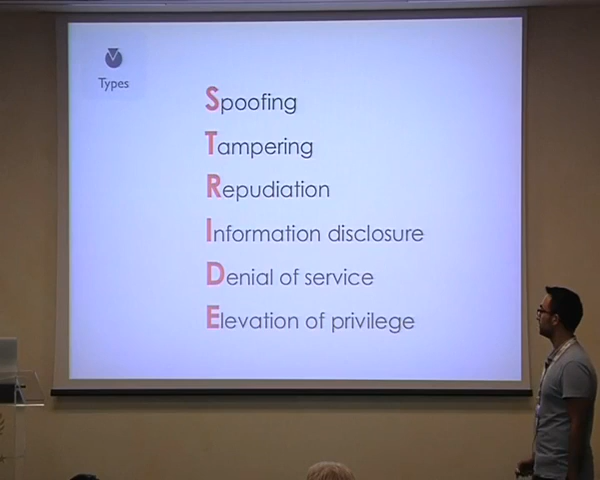 Types
Spoofing
Tampering
Repudiation
Information disclosure
Denial of service
Elevation of privilege